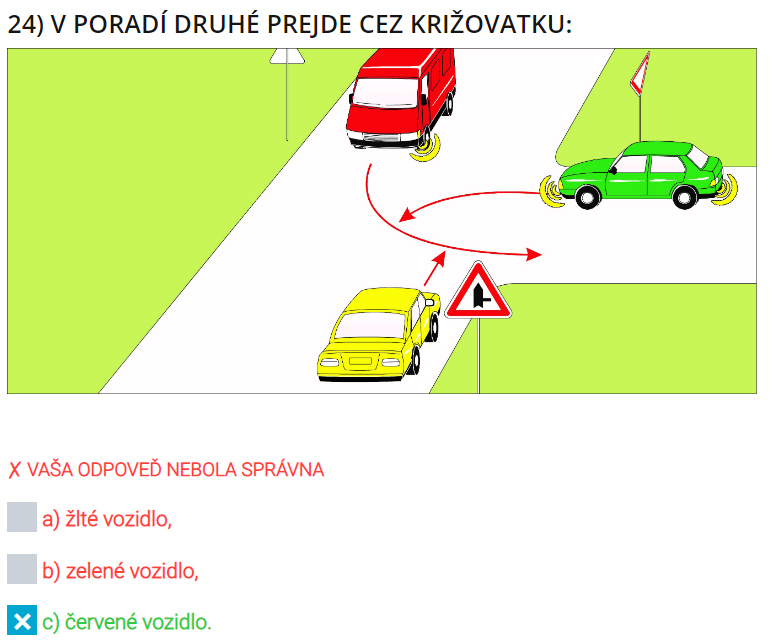 24) V PORADÍ DRUHÉ PREJDE CEZ KRIŽOVATKU:
✗ VAŠA ODPOVEĎ NEBOLA SPRÁVNA
a) žlté vozidlo,
b) zelené vozidlo,
c) červené vozidlo.